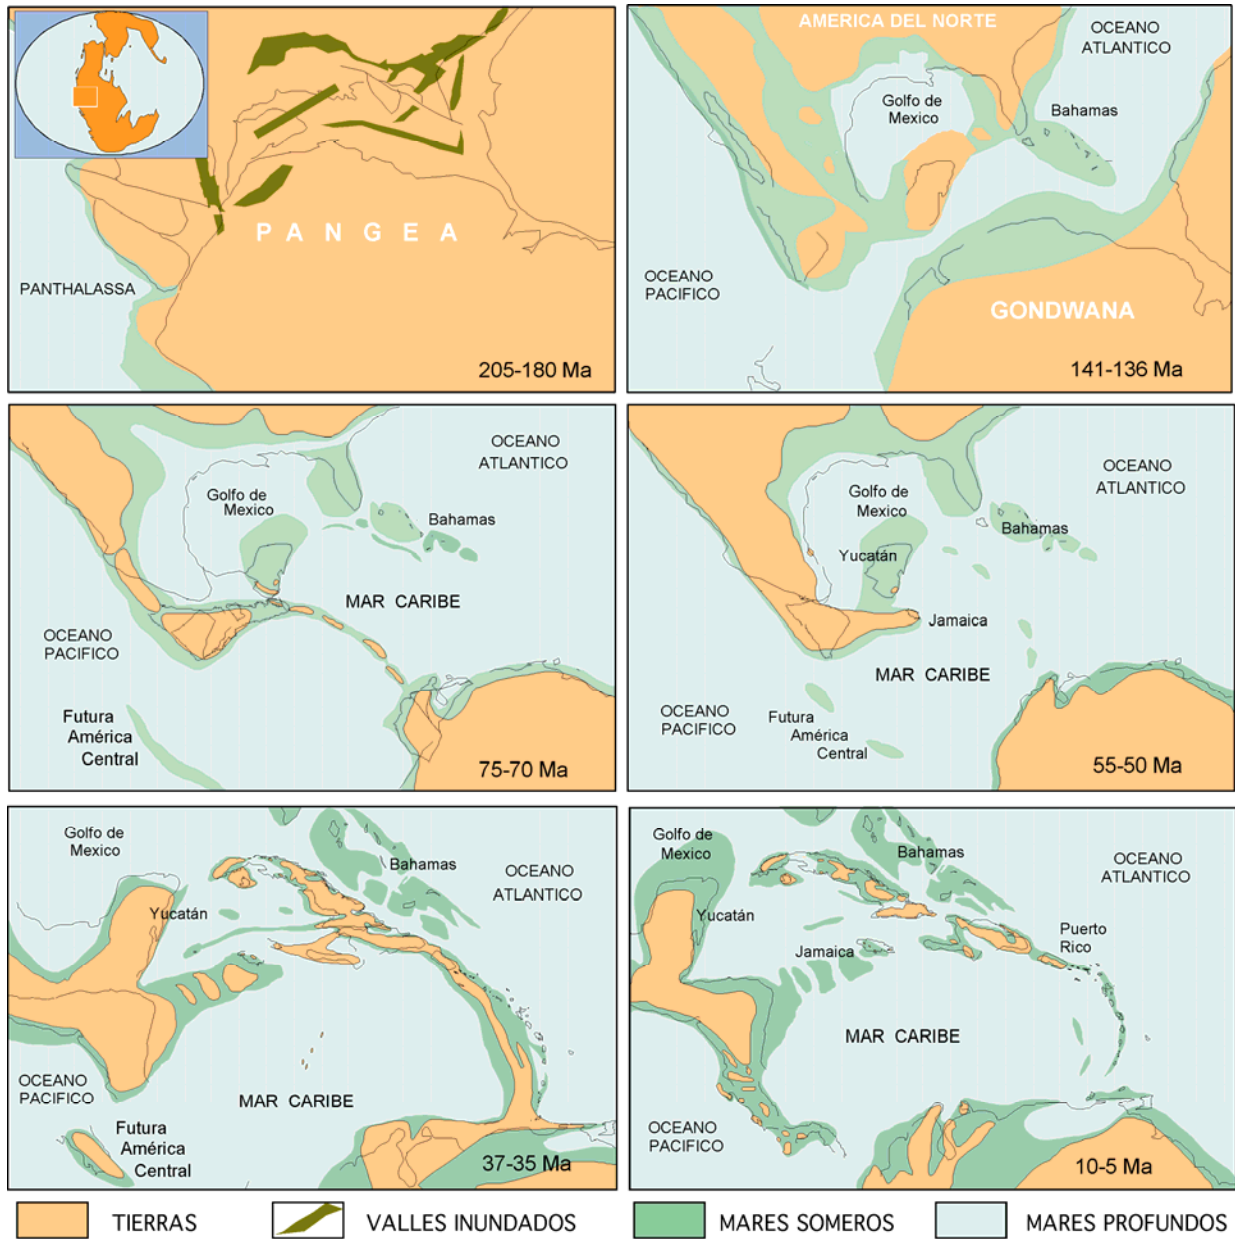 PANGEA
PANTHALASSA
205-180 Ma
AMERICA DEL NORTE
OCEANO
ATLANTICO
Golfo de
Mexico
Bahamas
OCEANO
PACIFICO
GONDWANA
141-136 Ma
OCEANO
ATLANTICO
Golfo de
Mexico
Bahamas
MAR CARIBE
OCEANO
PACIFICO
Futura
América
Central
75-70 Ma
OCEANO
ATLANTICO
Golfo de
Mexico
Bahamas
Yucatán
Jamaica
MAR CARIBE
OCEANO
PACIFICO
Futura
América
Central
55-50 Ma
Golfo de
Mexico
Bahamas
OCEANO
ATLANTICO
Yucatán
OCEANO
PACIFICO
MAR CARIBE
Futura
América
Central
37-35 Ma
Golfo de
Mexico
Bahamas
OCEANO
ATLANTICO
Yucatán
Puerto
Rico
Jamaica
MAR CARIBE
OCEANO
PACIFICO
10-5 Ma
TIERRAS
VALLES INUNDADOS
MARES SOMEROS
MARES PROFUNDOS